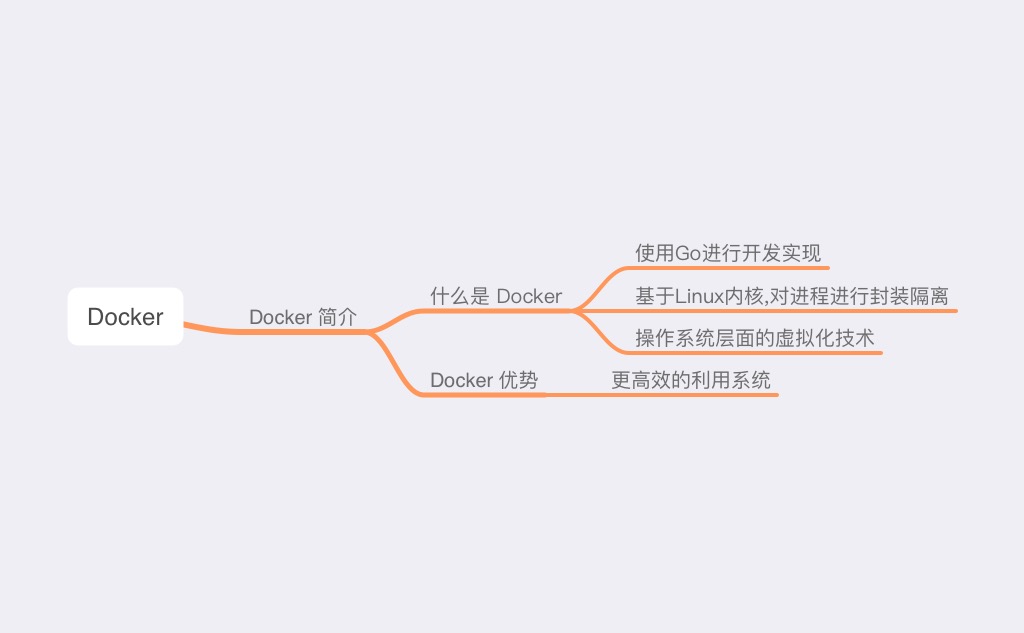 Docker
Docker 简介
什么是 Docker
使用Go进行开发实现
基于Linux内核,对进程进行封装隔离
操作系统层面的虚拟化技术
Docker 优势
更高效的利用系统